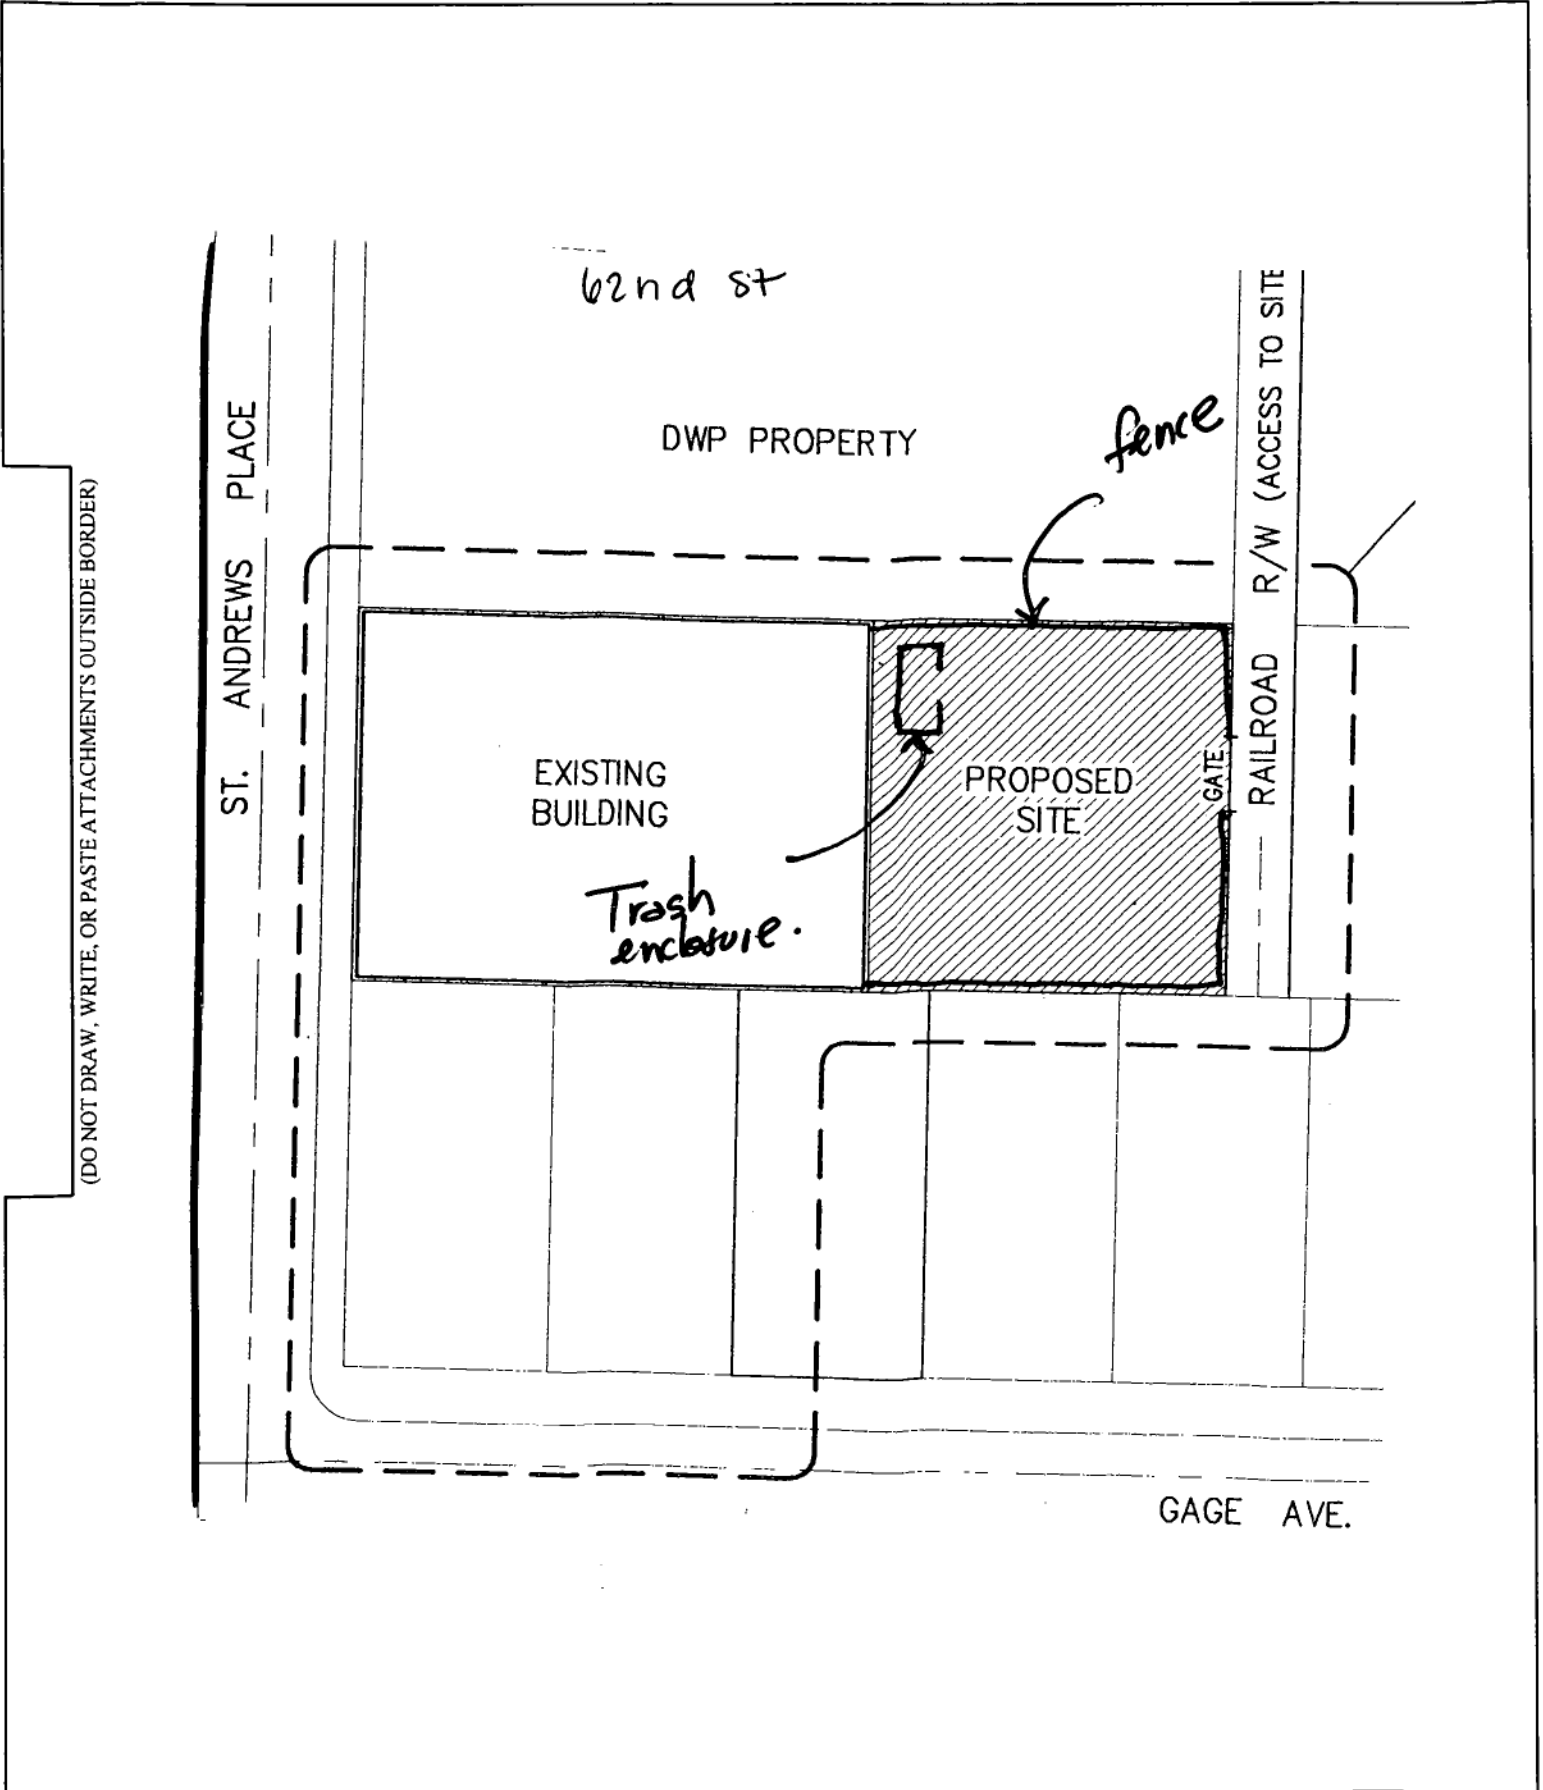 62nd st
DWP PROPERTY
fence
RAILROAD R/W (ACCESS TO SITE
ST. ANDREWS PLACE
(DO NOT DRAW, WRITE, OR PASTE ATTACHMENTS OUTSIDE BORDER)
EXISTING
BUILDING
PROPOSED
SITE
GATE
Trash
enclosure.
GAGE AVE.